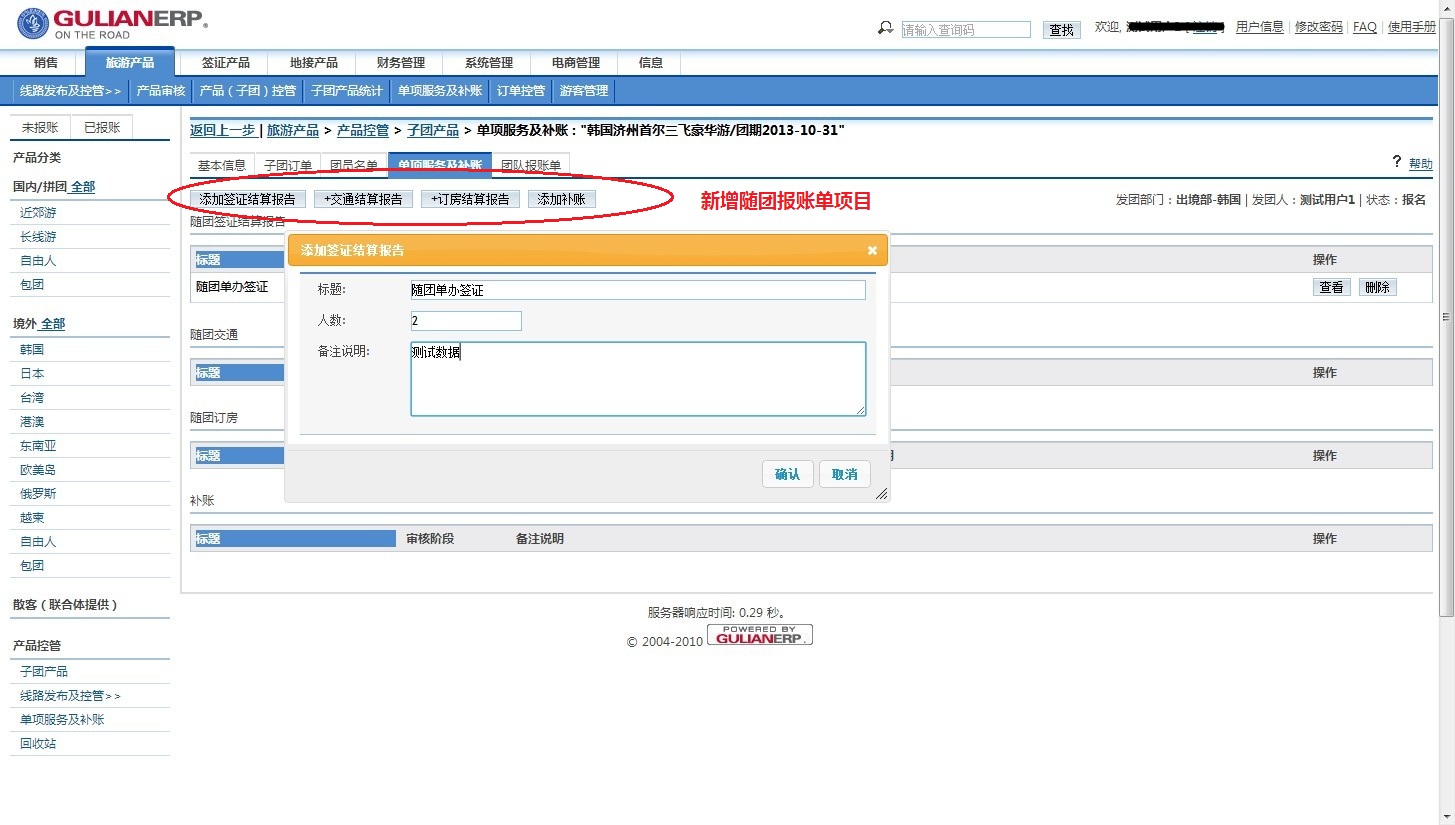 GULIANERP.
ON THE ROAD
请输入查询码 查找 欢迎, 用户信息 | 修改密码 | FAQ | 使用手册
销售 旅游产品 签证产品 地接产品 财务管理 系统管理 电商管理 信息
线路发布及控管>> 产品审核 产品（子团）控管 子团产品统计 单项服务及补账 订单控管 游客管理
未报账 已报账
产品分类
国内/拼团 全部
近郊游
长线游
自由人
包团
境外 全部
韩国
日本
台湾
港澳
东南亚
欧美岛
俄罗斯
越柬
自由人
包团
散客（联合体提供）
产品控管
子团产品
线路发布及控管>>
单项服务及补账
回收站
返回上一步 | 旅游产品 > 产品控管 > 子团产品 > 单项服务及补账："韩国济州首尔三飞豪华游/团期2013-10-31"
基本信息 子团订单 团员名单 单项服务及补账 团队报账单
? 帮助
添加签证结算报告 +交通结算报告 +订房结算报告 添加补账
新增随团报账单项目
发团部门：出境部-韩国 | 发团人：测试用户1 | 状态：报名
随团签证结算报告
标题 操作
随团单办签证 查看 删除
随团交通
标题 操作
随团订房
标题 操作
补账
标题 审核阶段 备注说明 操作
添加签证结算报告 ×
标题: 随团单办签证
人数: 2
备注说明: 测试数据
确认 取消
服务器响应时间: 0.29 秒。
© 2004-2010 POWERED BY GULIANERP.